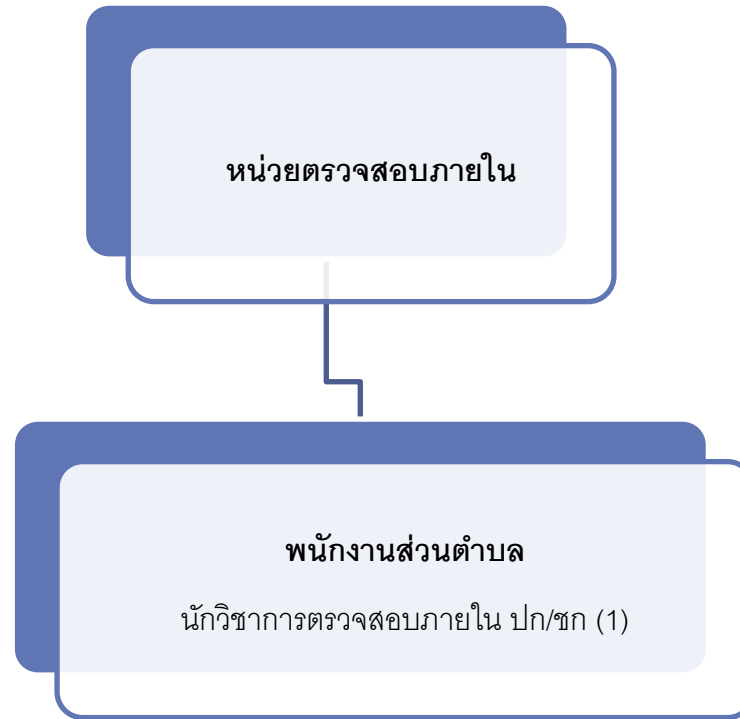 หน่วยตรวจสอบภายใน
พนักงานส่วนตำบล
นักวิชาการตรวจสอบภายใน ปก/ชก (1)